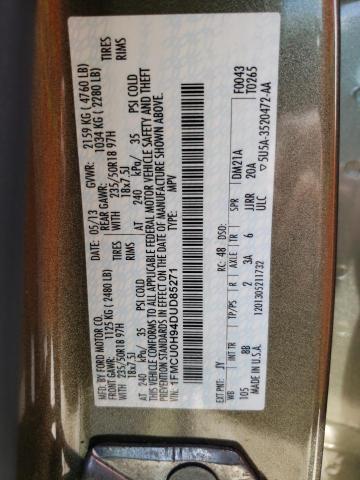 MFD. BY FORD MOTOR CO.
DATE: 05/13 GVWR: 2159 KG (4760 LB)
FRONT GAWR: 1125 KG (2480 LB) REAR GAWR: 1034 KG (2280 LB)
WITH 235/50R18 97H TIRES WITH 235/50R18 97H TIRES
18x7.5J RIMS 18x7.5J RIMS
AT 240 kPa/ 35 PSI COLD AT 240 kPa/ 35 PSI COLD
THIS VEHICLE CONFORMS TO ALL APPLICABLE FEDERAL MOTOR VEHICLE SAFETY AND THEFT
PREVENTION STANDARDS IN EFFECT ON THE DATE OF MANUFACTURE SHOWN ABOVE.
VIN: 1FMCU0H94DUD85271
TYPE: MPV
F0043
T0265
EXT PNT: JY RC: 48 DSO: DM21A
WB INT TR TP/PS R AXLE TR SPR
105 8B 2 3A 6 JJRR 20A
MADE IN U.S.A. 1201305211732 ULC 5U5A-3520472-AA